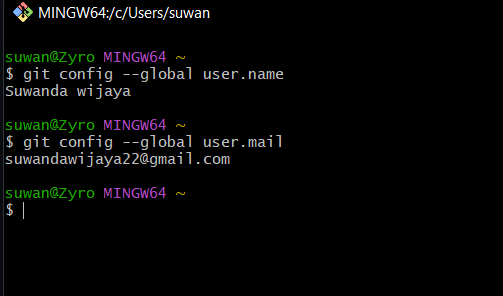 MINGW64:/c/Users/suwan
suwan@Zyro MINGW64 ~
$ git config --global user.name
Suwanda wijaya
suwan@Zyro MINGW64 ~
$ git config --global user.mail
suwandawijaya22@gmail.com
suwan@Zyro MINGW64 ~
$